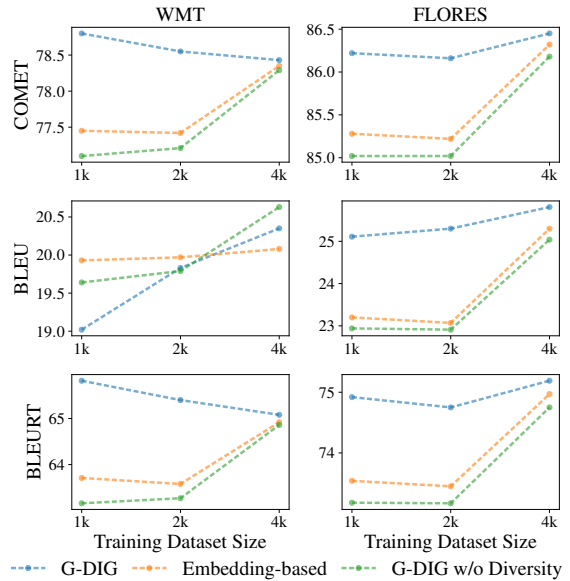 WMT
FLORES
COMET
78.5
78.0
77.5
1k
2k
4k
86.5
86.0
85.5
85.0
1k
2k
4k
BLEU
20.5
20.0
19.5
19.0
1k
2k
4k
25
24
23
1k
2k
4k
BLEURT
65
64
1k
2k
4k
75
74
1k
2k
4k
Training Dataset Size
Training Dataset Size
G-DIG
Embedding-based
G-DIG w/o Diversity